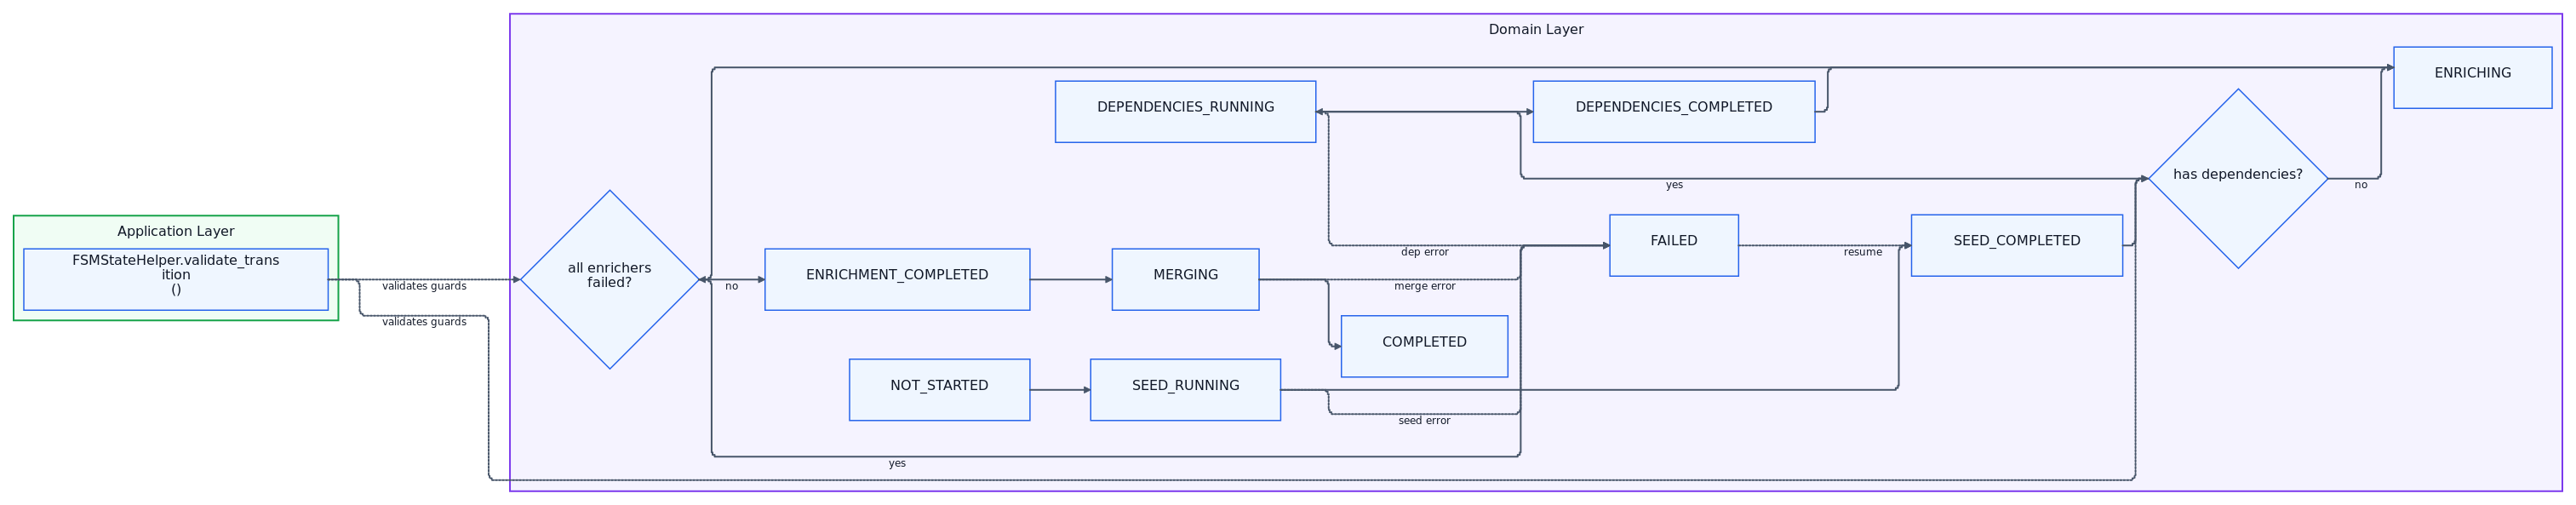 Domain Layer
ENRICHING
DEPENDENCIES_RUNNING
DEPENDENCIES_COMPLETED
has dependencies?
yes
no
Application Layer
FSMStateHelper.validate_trans
ition
()
validates guards
validates guards
all enrichers
failed?
no
ENRICHMENT_COMPLETED
MERGING
dep error
merge error
FAILED
resume
SEED_COMPLETED
COMPLETED
NOT_STARTED
SEED_RUNNING
seed error
yes